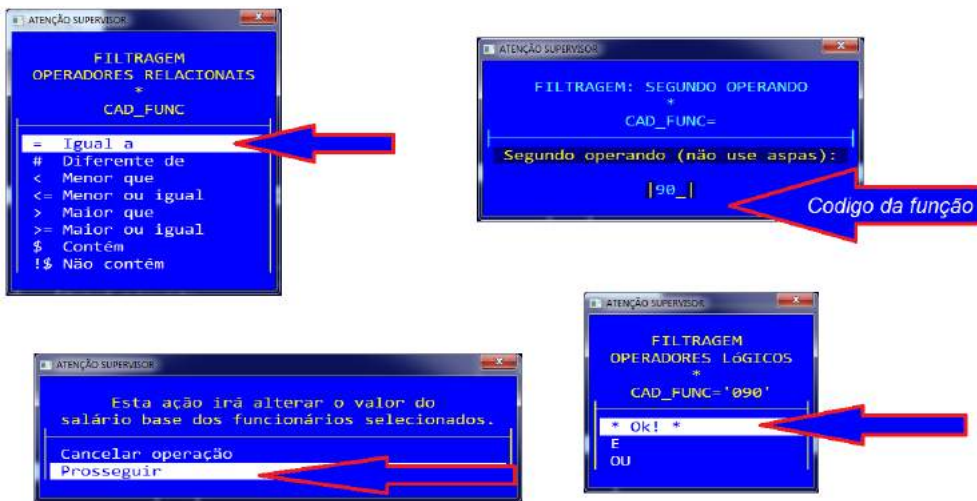 ATENÇÃO SUPERVISOR
FILTRAGEM
OPERADORES RELACIONAIS
*
CAD_FUNC
= Igual a
# Diferente de
< Menor que
<= Menor ou igual
> Maior que
>= Maior ou igual
$ Contém
!$ Não contém
ATENÇÃO SUPERVISOR
FILTRAGEM: SEGUNDO OPERANDO
*
CAD_FUNC=
Segundo operando (não use aspas):
|90_|
Codigo da função
ATENÇÃO SUPERVISOR
Esta ação irá alterar o valor do
salário base dos funcionários selecionados.
Cancelar operação
Prosseguir
ATENÇÃO SUPERVISOR
FILTRAGEM
OPERADORES LóGICOS
*
CAD_FUNC='090'
* Ok! *
E
OU